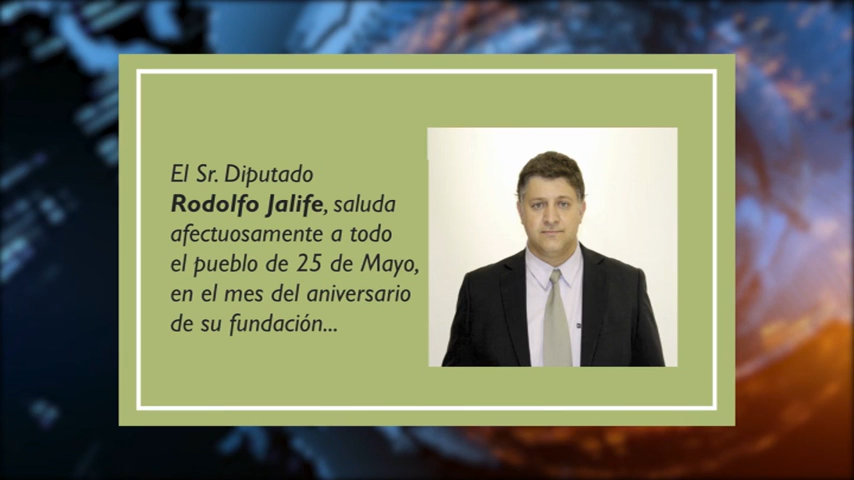 El Sr. Diputado
Rodolfo Jalife, saluda
afectuosamente a todo
el pueblo de 25 de Mayo,
en el mes del aniversario
de su fundación...